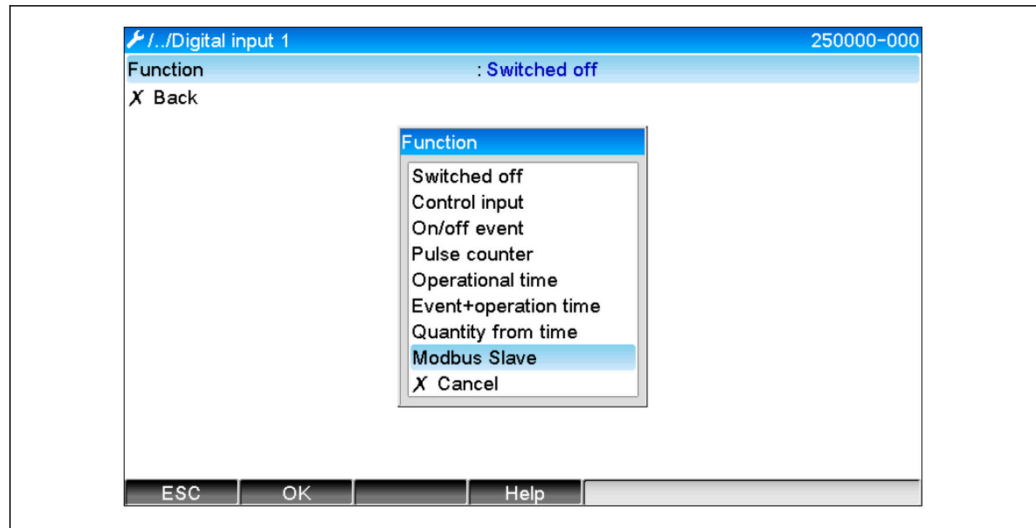 /../Digital input 1 250000-000
Function : Switched off
X Back
Function
Switched off
Control input
On/off event
Pulse counter
Operational time
Event+operation time
Quantity from time
Modbus Slave
X Cancel
ESC OK Help